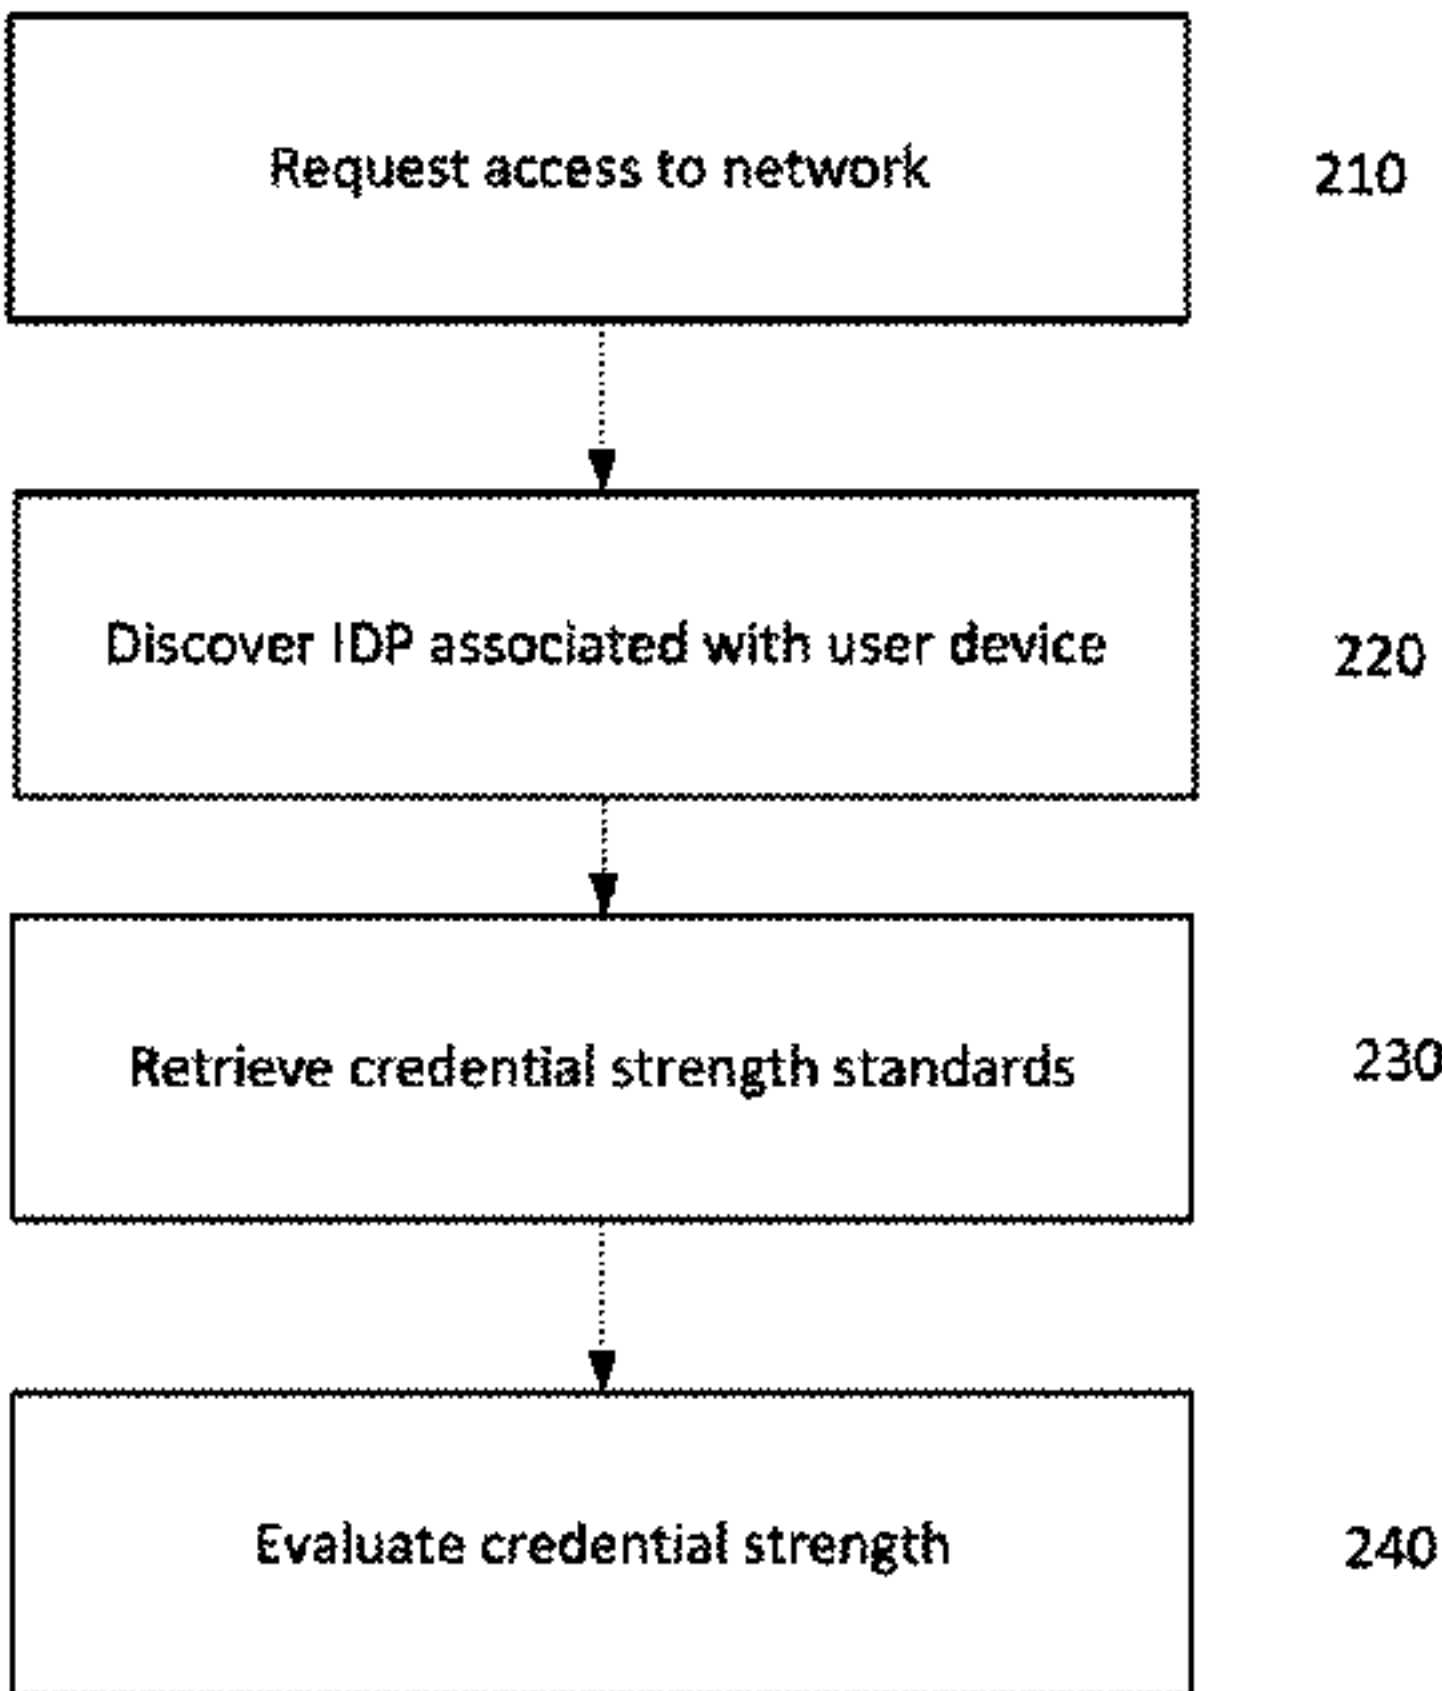 Request access to network
210
Discover IDP associated with user device
220
Retrieve credential strength standards
230
Evaluate credential strength
240